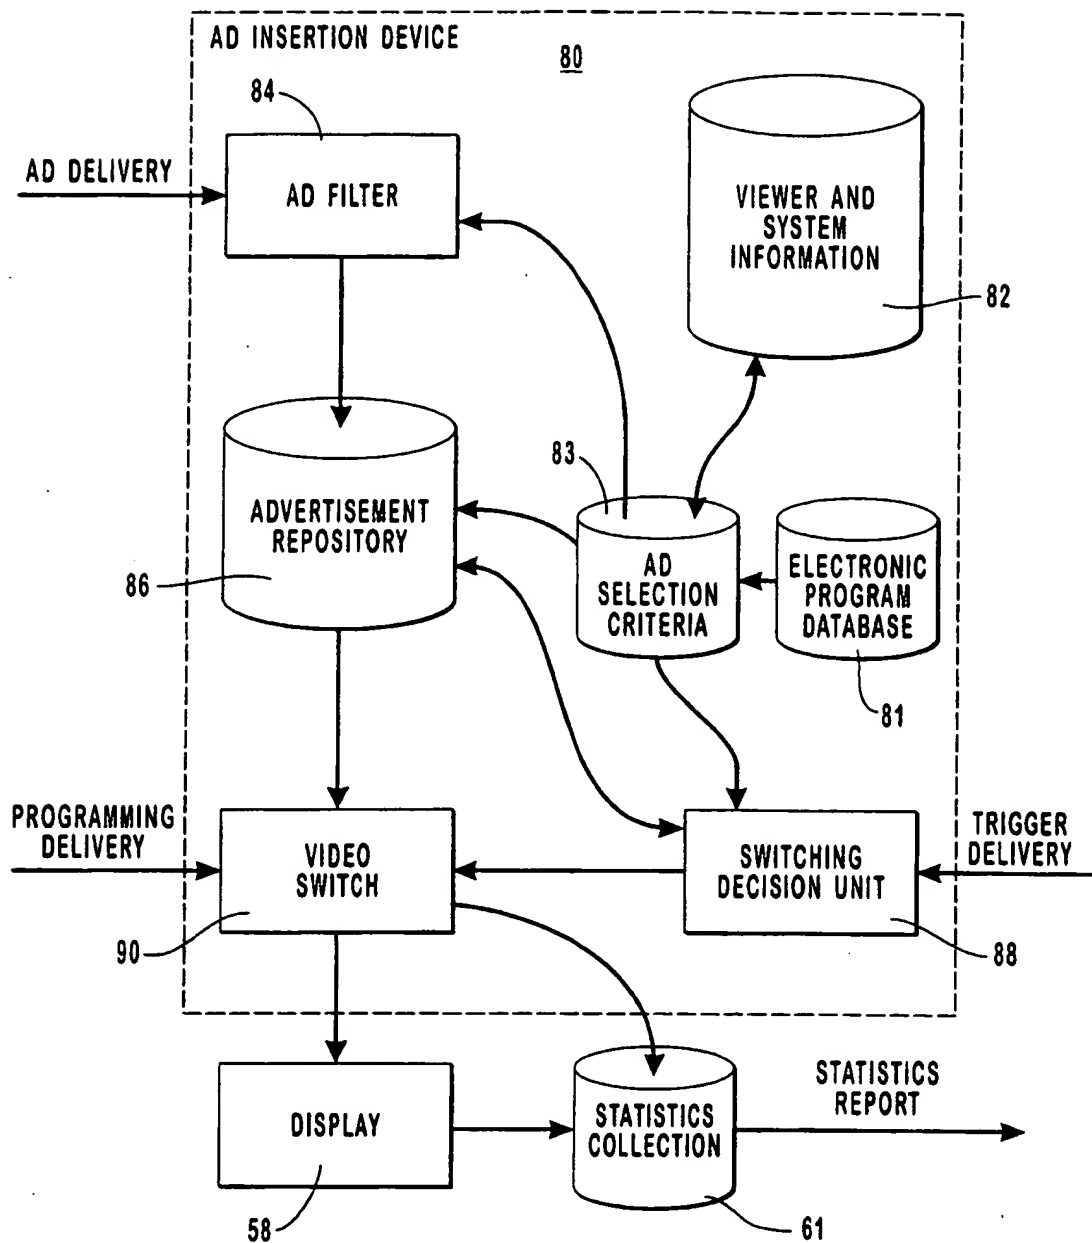 AD INSERTION DEVICE
80
84
AD DELIVERY
AD FILTER
VIEWER AND
SYSTEM
INFORMATION
82
83
ADVERTISEMENT
REPOSITORY
86
AD
SELECTION
CRITERIA
ELECTRONIC
PROGRAM
DATABASE
81
PROGRAMMING
DELIVERY
VIDEO
SWITCH
90
SWITCHING
DECISION UNIT
88
TRIGGER
DELIVERY
DISPLAY
58
STATISTICS
COLLECTION
61
STATISTICS
REPORT